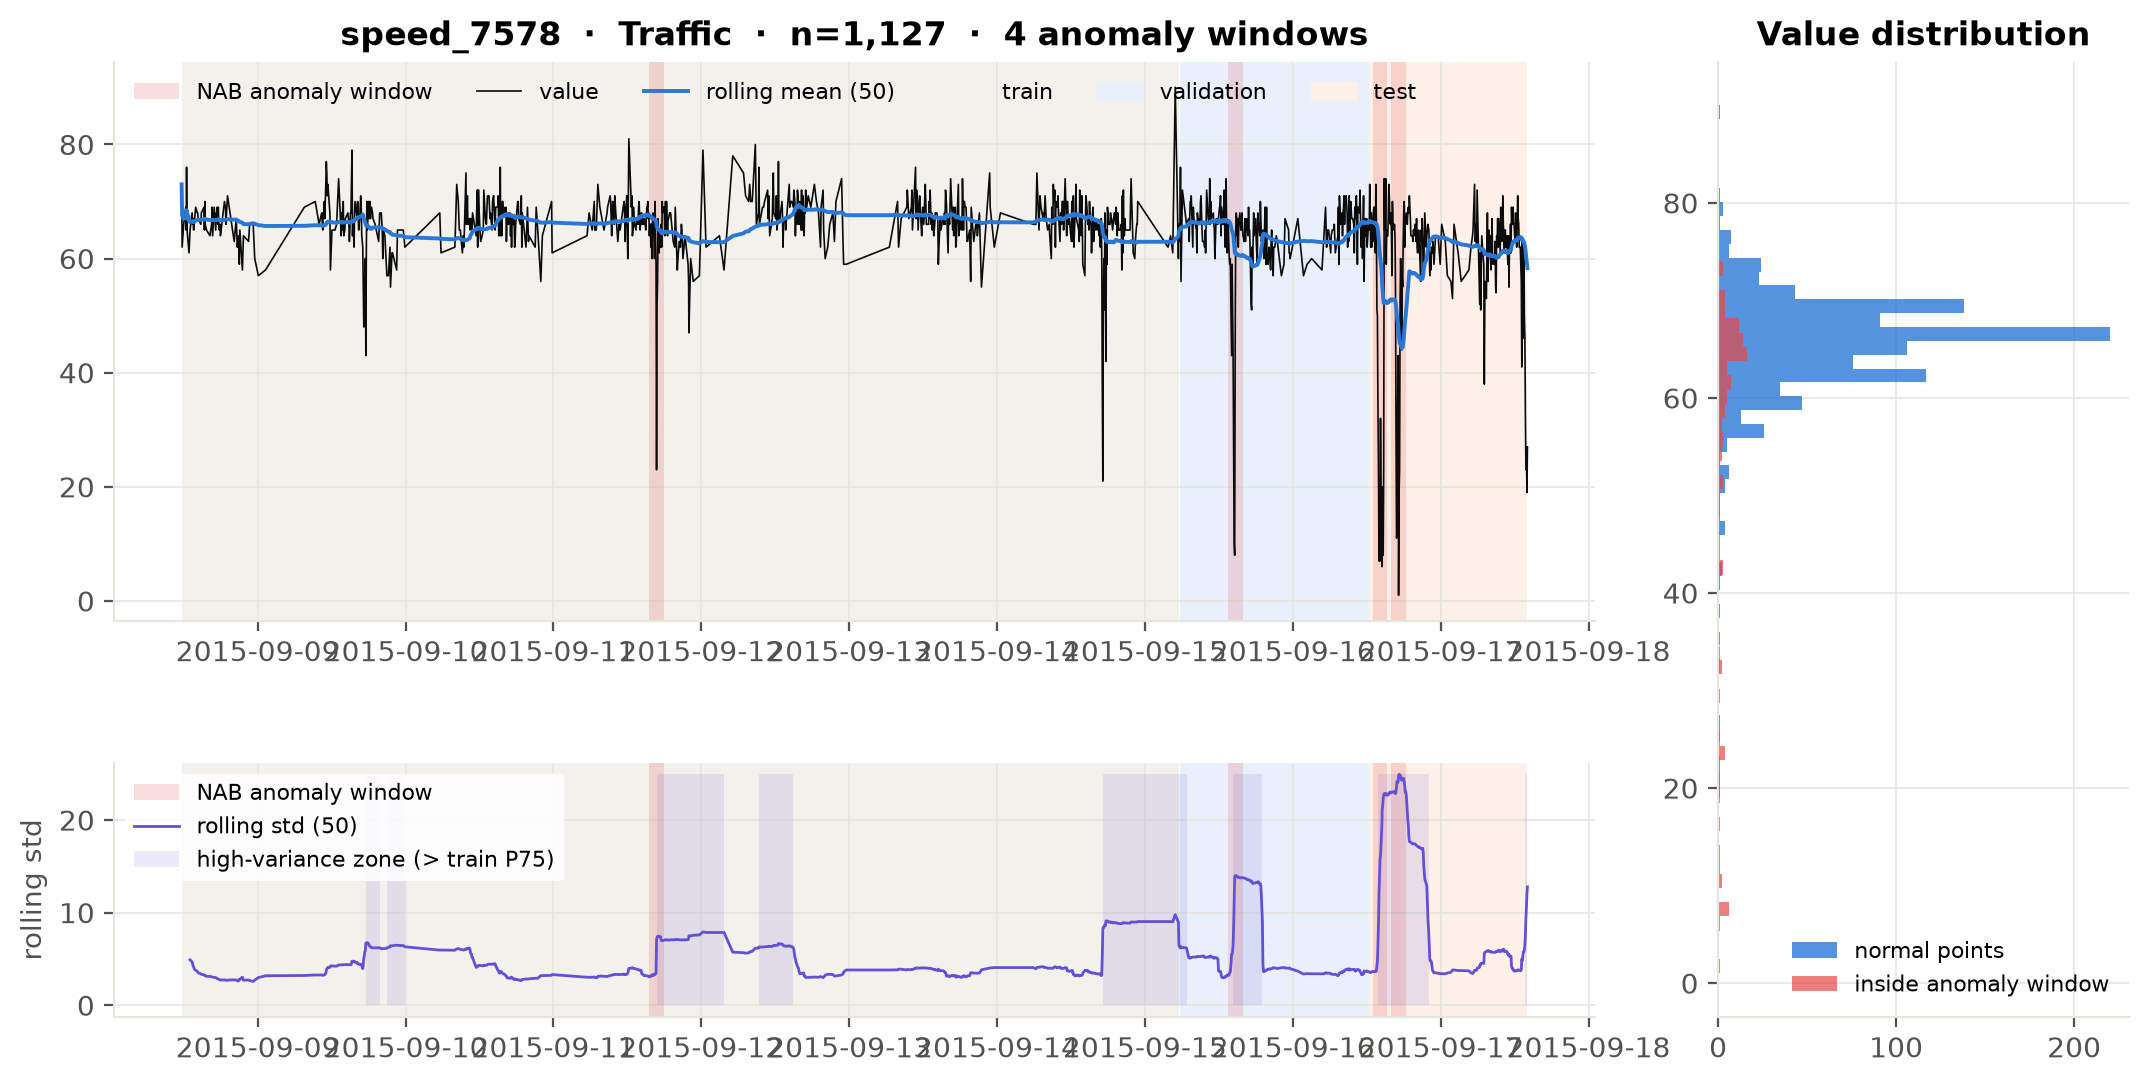 speed_7578 · Traffic · n=1,127 · 4 anomaly windows
NAB anomaly window
value
rolling mean (50)
train
validation
test
80
60
40
20
0
2015-09-09
2015-09-10
2015-09-11
2015-09-12
2015-09-13
2015-09-14
2015-09-15
2015-09-16
2015-09-17
2015-09-18
rolling std
NAB anomaly window
rolling std (50)
high-variance zone (> train P75)
20
10
0
2015-09-09
2015-09-10
2015-09-11
2015-09-12
2015-09-13
2015-09-14
2015-09-15
2015-09-16
2015-09-17
2015-09-18
Value distribution
80
60
40
20
0
normal points
inside anomaly window
0
100
200